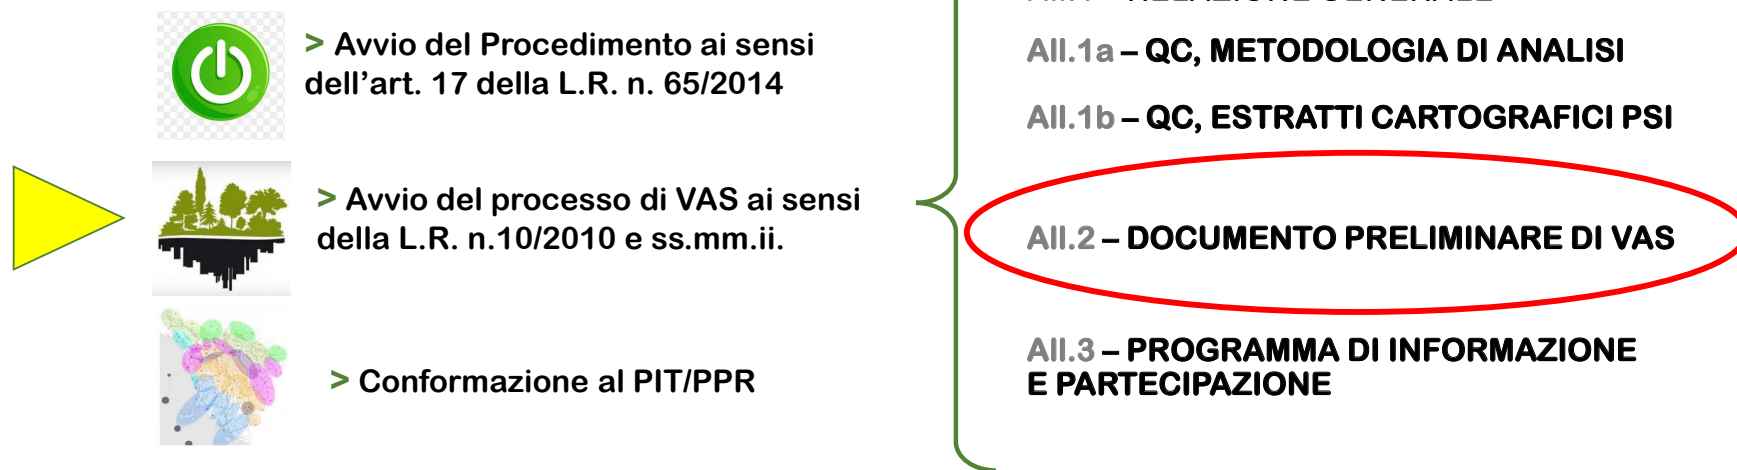 > Avvio del Procedimento ai sensi
dell'art. 17 della L.R. n. 65/2014
> Avvio del processo di VAS ai sensi
della L.R. n.10/2010 e ss.mm.ii.
> Conformazione al PIT/PPR
All.1a – QC, METODOLOGIA DI ANALISI
All.1b – QC, ESTRATTI CARTOGRAFICI PSI
All.2 – DOCUMENTO PRELIMINARE DI VAS
All.3 – PROGRAMMA DI INFORMAZIONE
E PARTECIPAZIONE